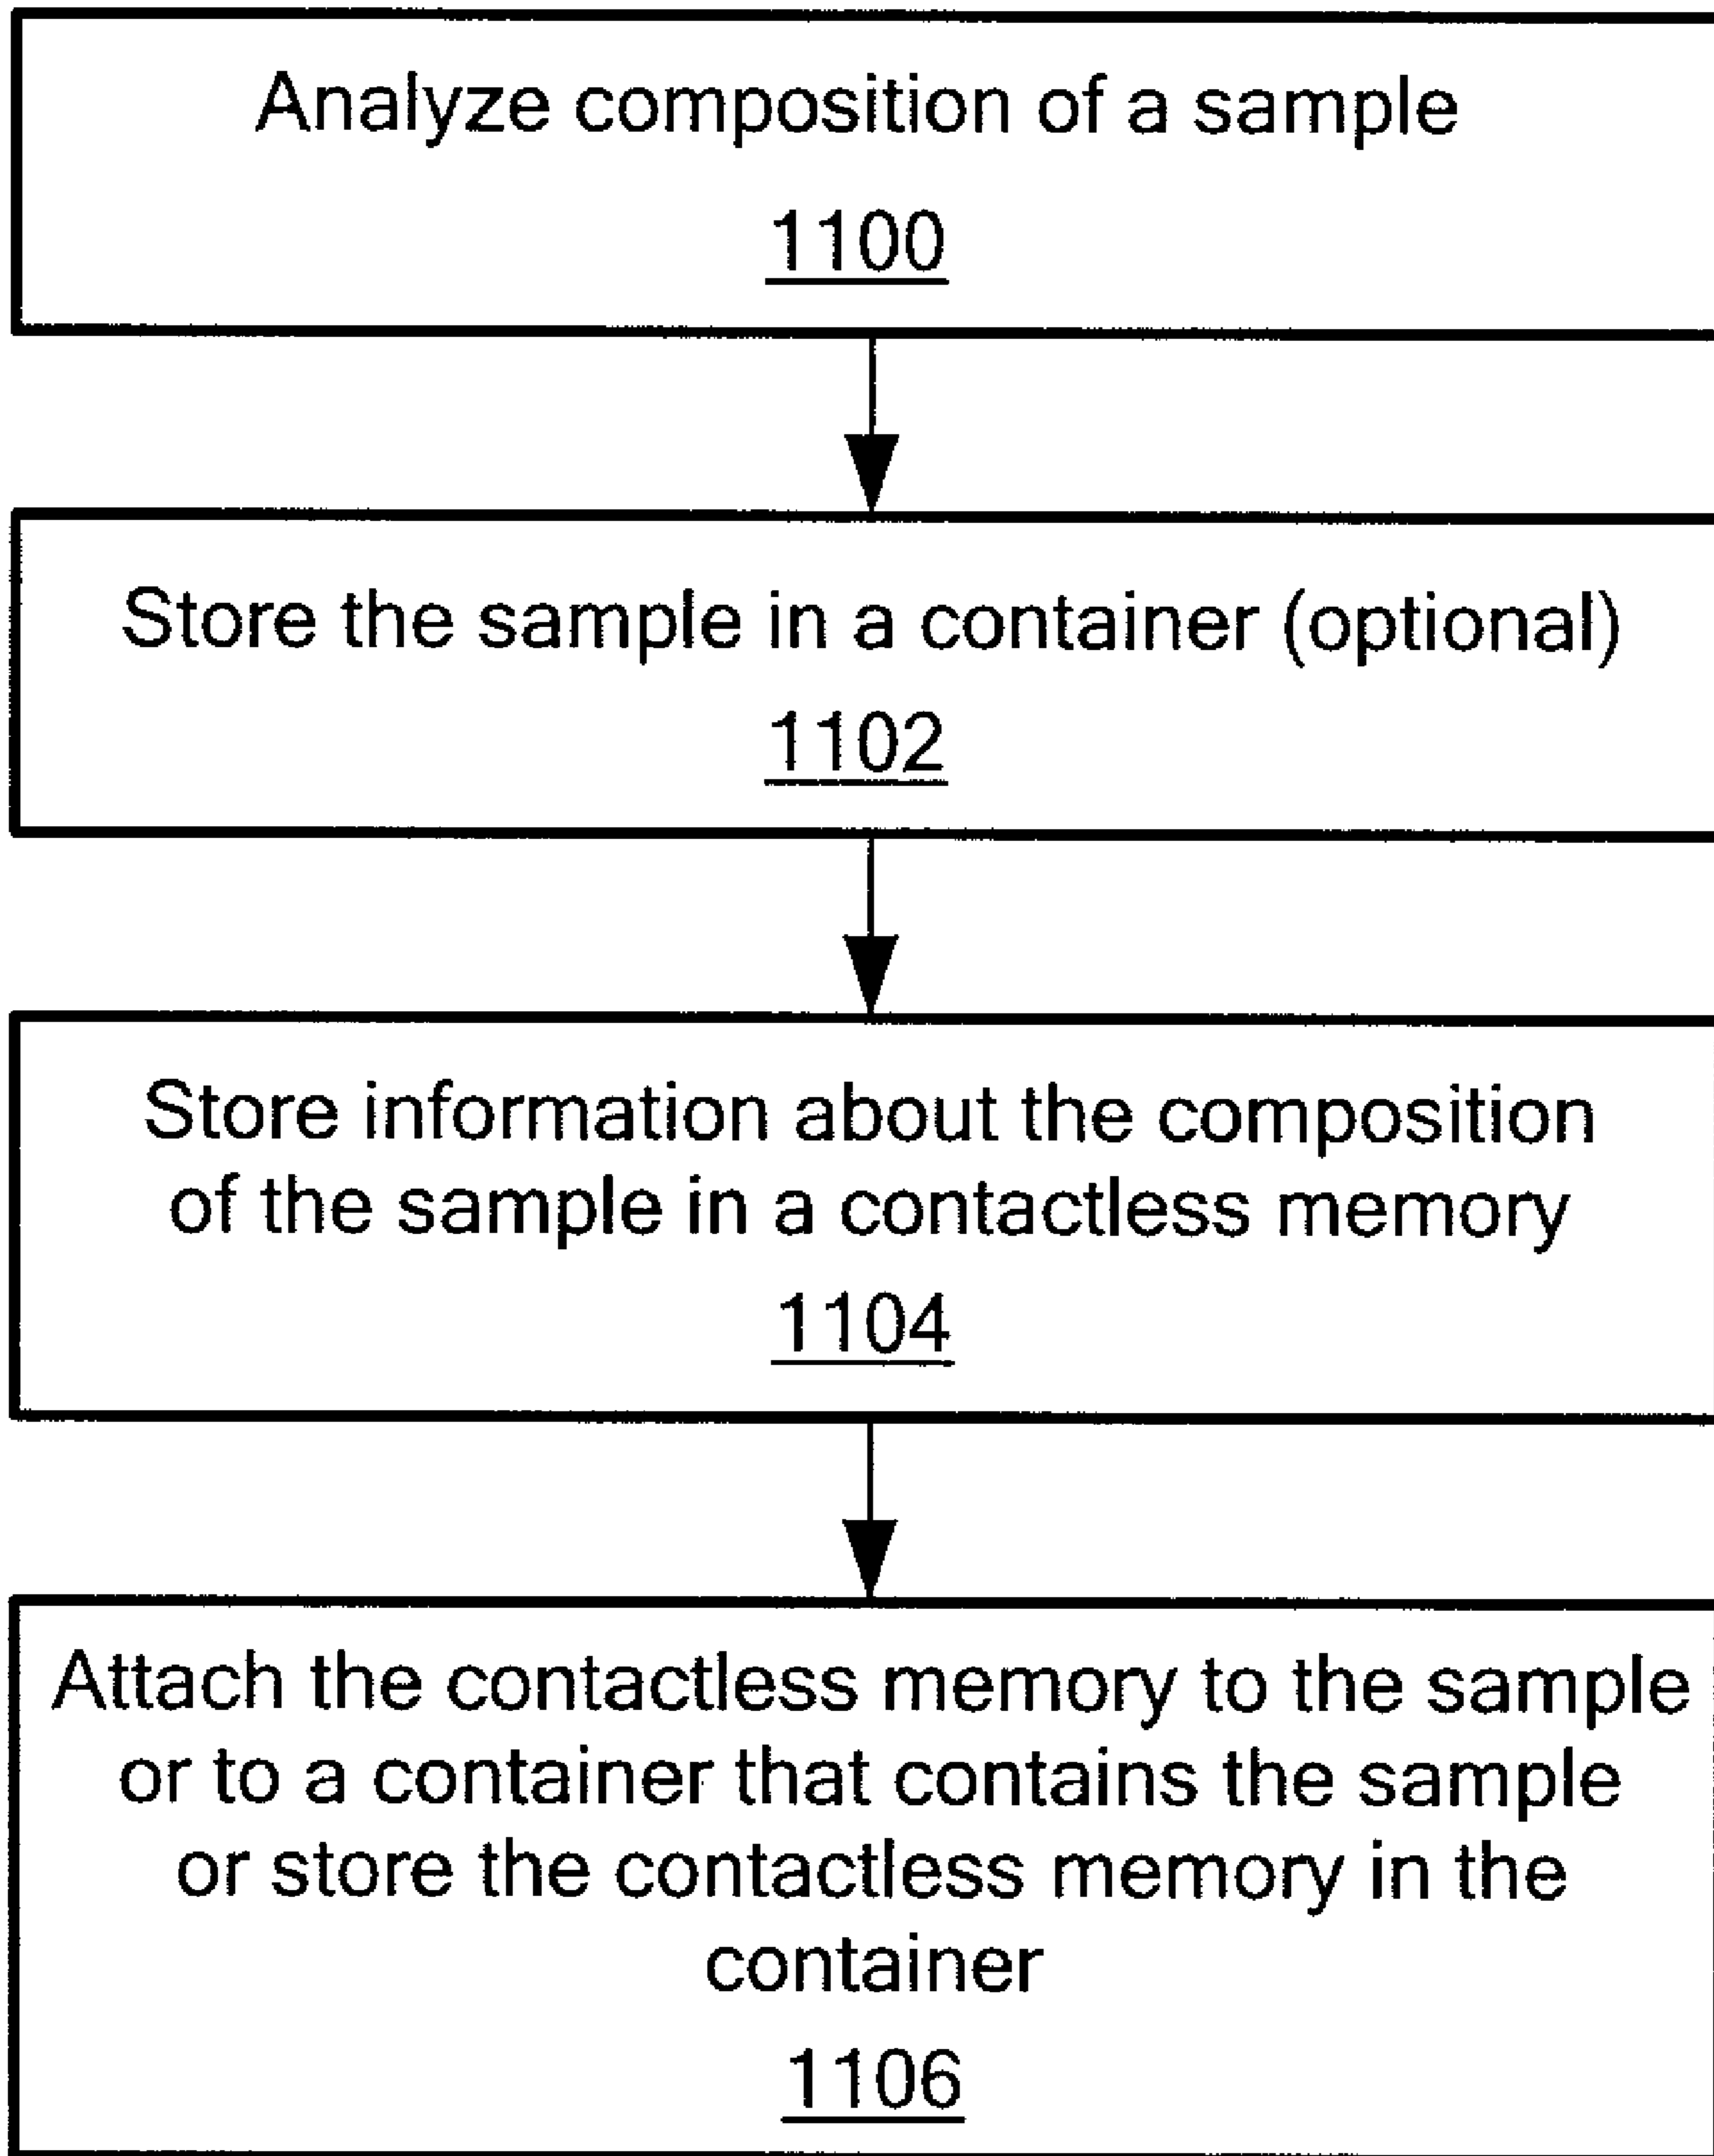 Analyze composition of a sample
1100
Store the sample in a container (optional)
1102
Store information about the composition
of the sample in a contactless memory
1104
Attach the contactless memory to the sample
or to a container that contains the sample
or store the contactless memory in the
container
1106